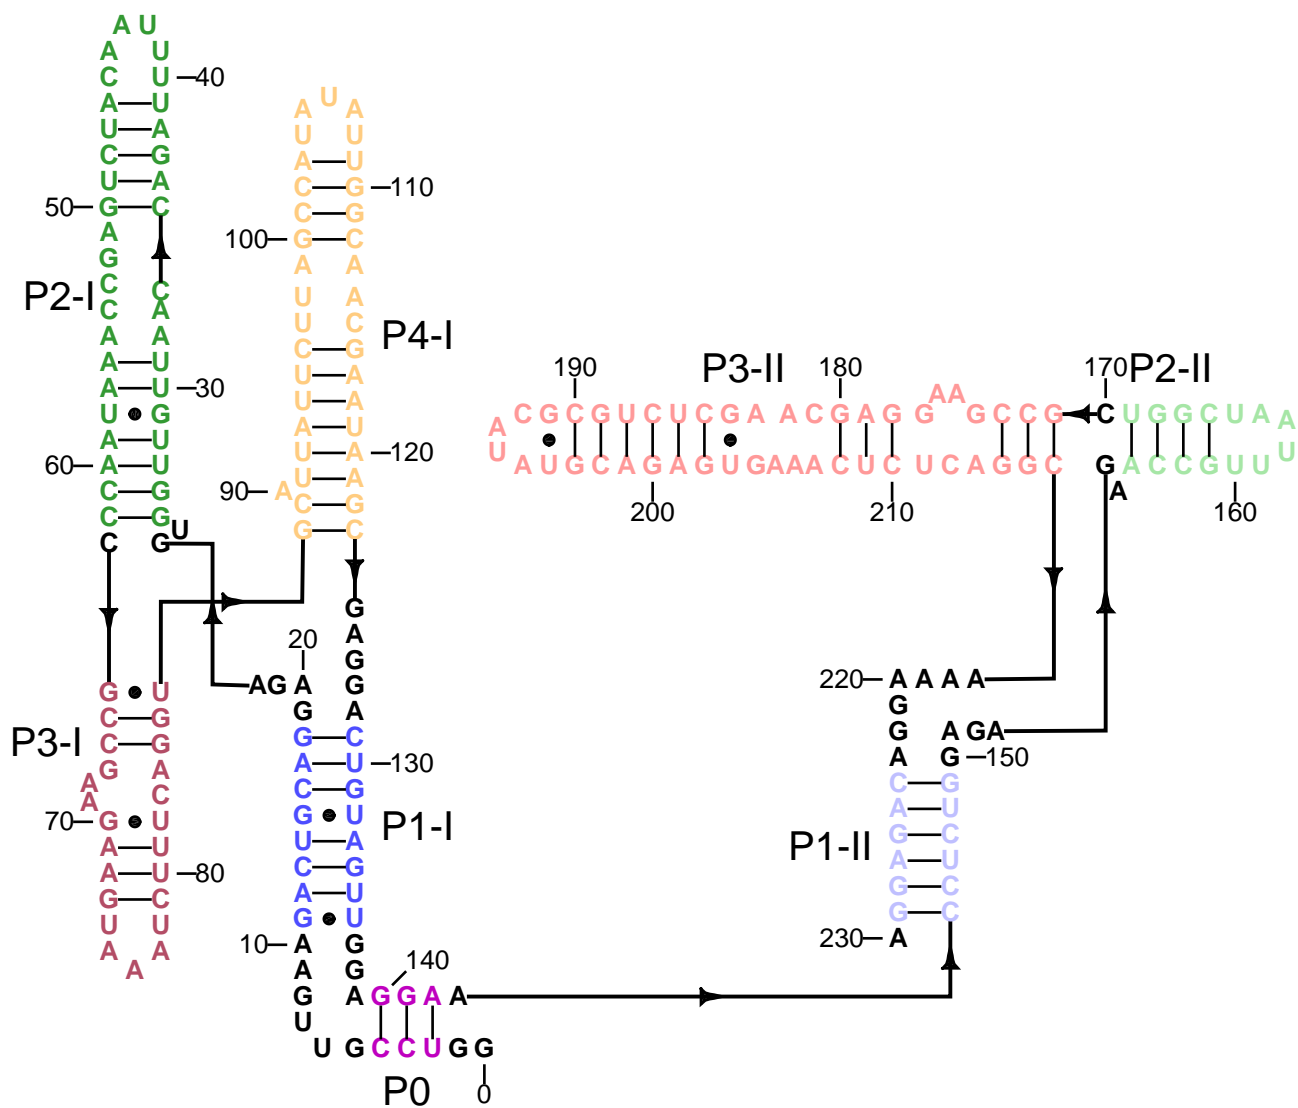 A U
A U
C U 40
A U
U A
C G
U A
50 G C
A
G
C C
P2-I
C A
A A
A U
A U 30
U G
A U
60 A U
C G
C G U
C G
A U A
U U
A U
C G 110
C G
100 G C
A A
U A
U C
P4-I
C G
U A
U A
A U
U A 120
90 A U A
C G
G C
G
A
G
G
A
20
AG A
G
G C
A U 130
C G
G U
P1-I
U A
C G
A U
G U
10 A G
A G
G
U
U G C C U G G
0
P0
140
A G G A A
G U
C G
P3-I
C G
G A
A A C
70 G U
A U
A U 80
G C
U U
A A
A
190 P3-II 180 170 P2-II
A A
C G C G U C U C G A A C G A G G G C C G C U G G C U A A
A
U U
A U G C A G A G U G A A A C U C U C A G G C G A C C G U U
A
200 210 160
220 A A A A
G
G A GA
A G 150
C G
A U
G C
P1-II
A U
G C
G C
230 A